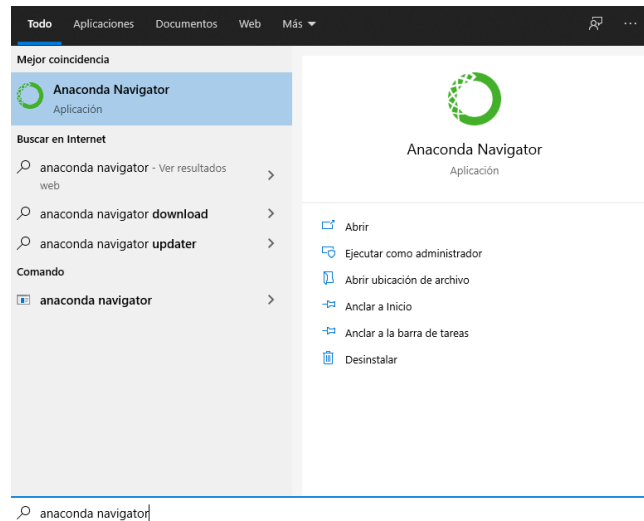 Todo Aplicaciones Documentos Web Más
Mejor coincidencia
Anaconda Navigator
Aplicación
Buscar en Internet
anaconda navigator - Ver resultados
web
anaconda navigator download
anaconda navigator updater
Comando
anaconda navigator
Anaconda Navigator
Aplicación
Abrir
Ejecutar como administrador
Abrir ubicación de archivo
Anclar a Inicio
Anclar a la barra de tareas
Desinstalar
anaconda navigator